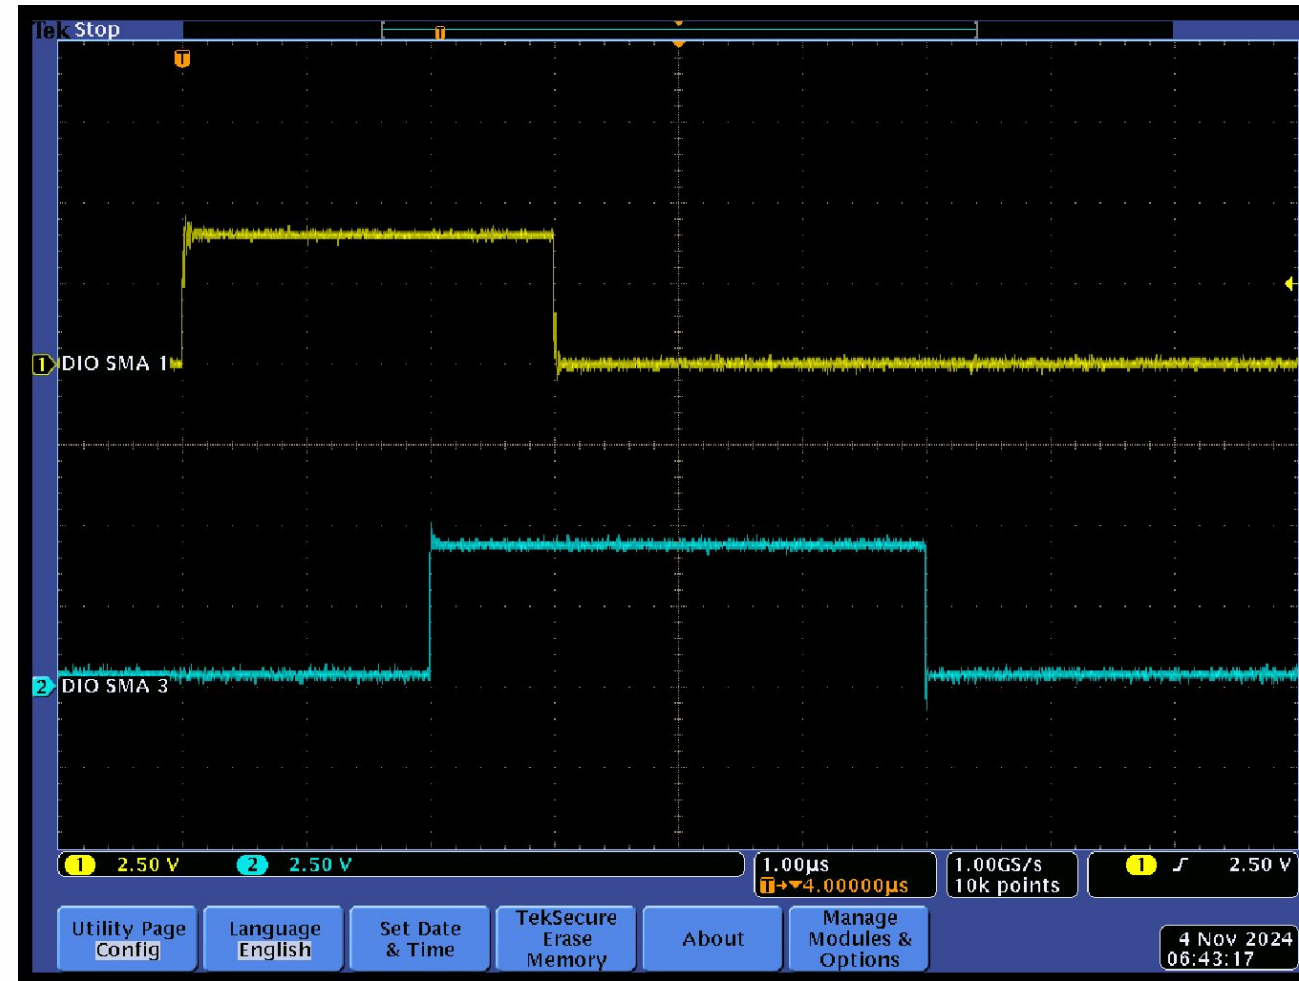 Tek Stop
T
T
1 DIO SMA 1
2 DIO SMA 3
1 2.50 V 2 2.50 V
1.00µs
T→▼4.00000µs
1.00GS/s
10k points
1 2.50 V
Utility Page
Config
Language
English
Set Date
& Time
TekSecure
Erase
Memory
About
Manage
Modules &
Options
4 Nov 2024
06:43:17